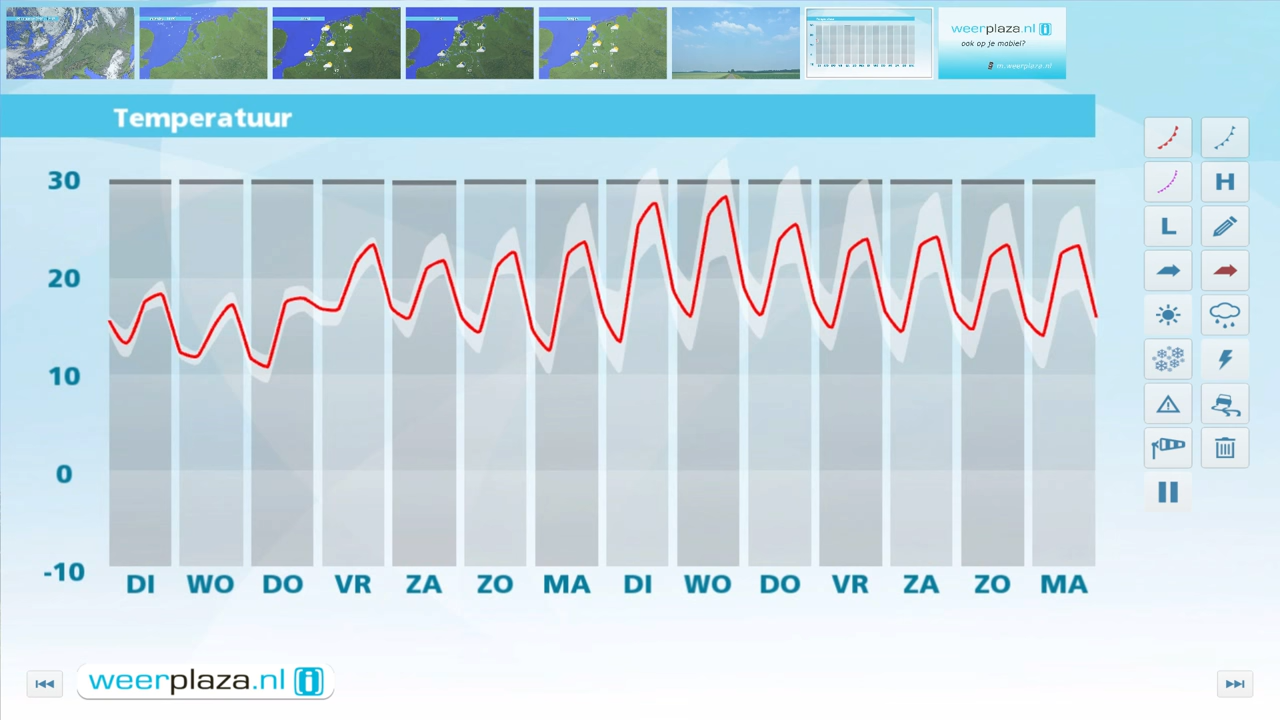 weerplaza.nl i
ook op je mobiel?
m.weerplaza.nl
Temperatuur
30
20
10
0
-10
DI WO DO VR ZA ZO MA DI WO DO VR ZA ZO MA
H
L
weerplaza.nl i